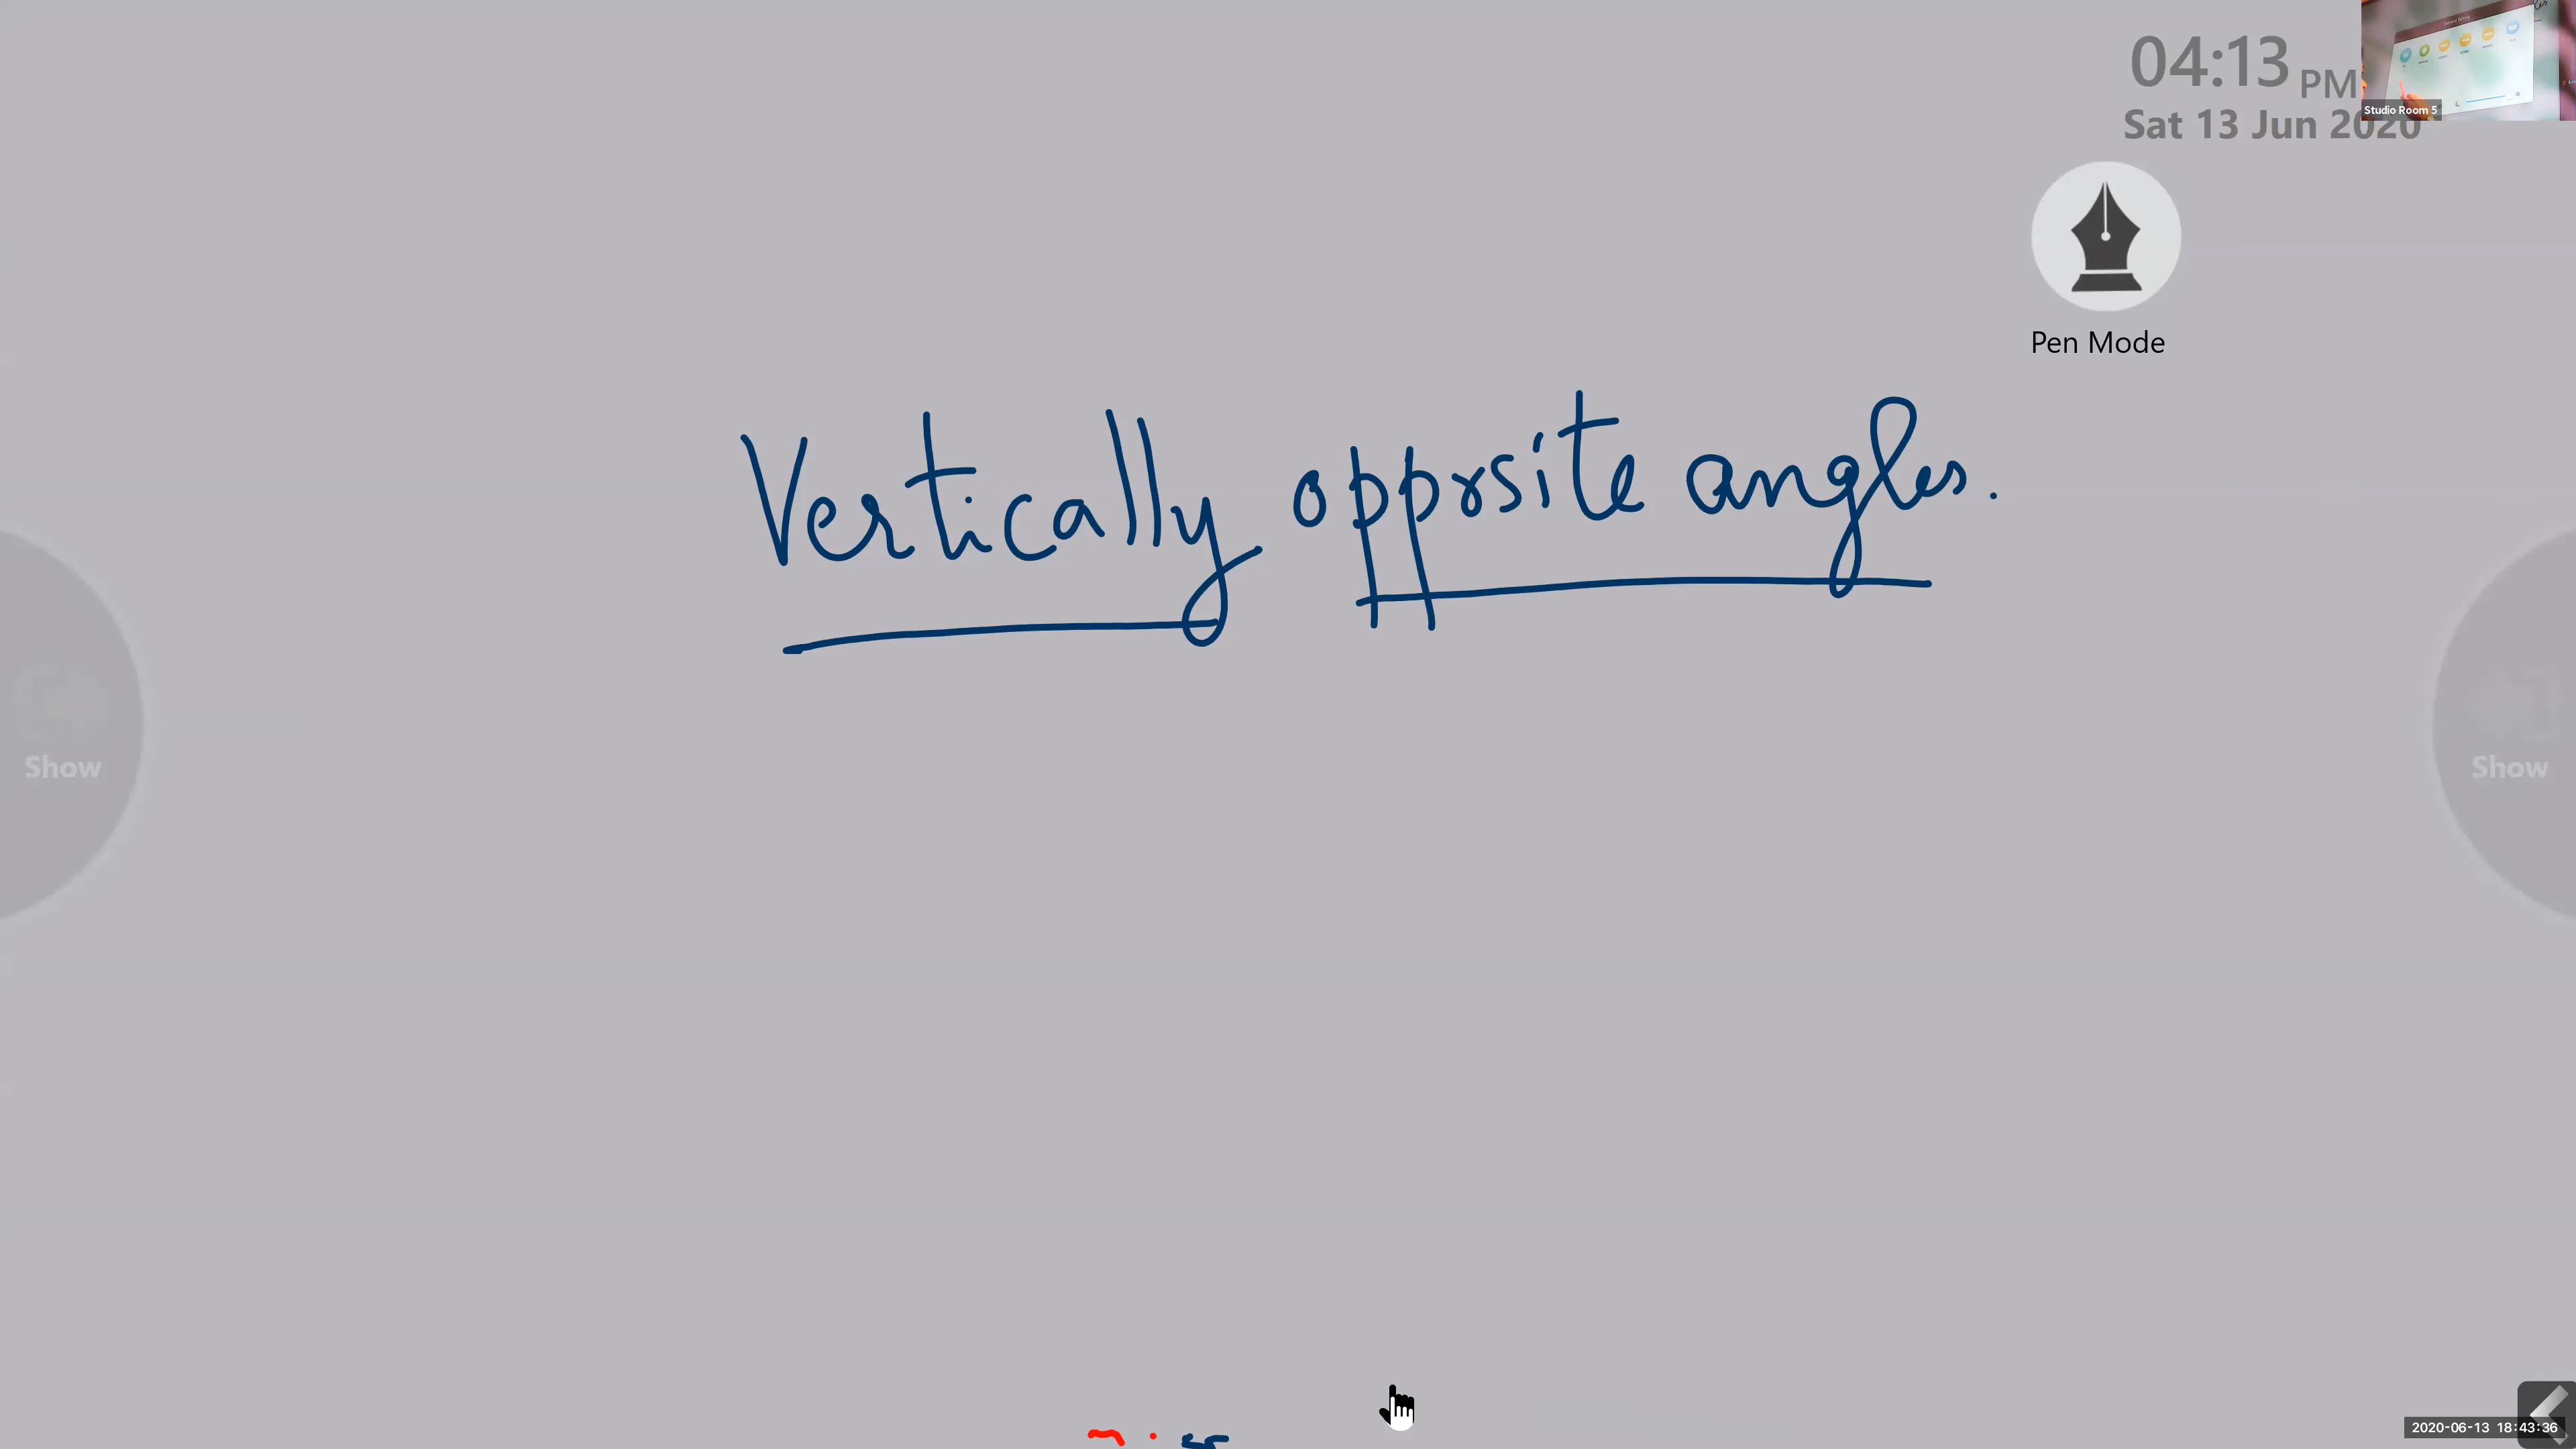 04:13 PM
Studio Room 5
Sat 13 Jun 2020
Pen Mode
Vertically opposite angles.
Show
Show
2020-06-13 18:43:36